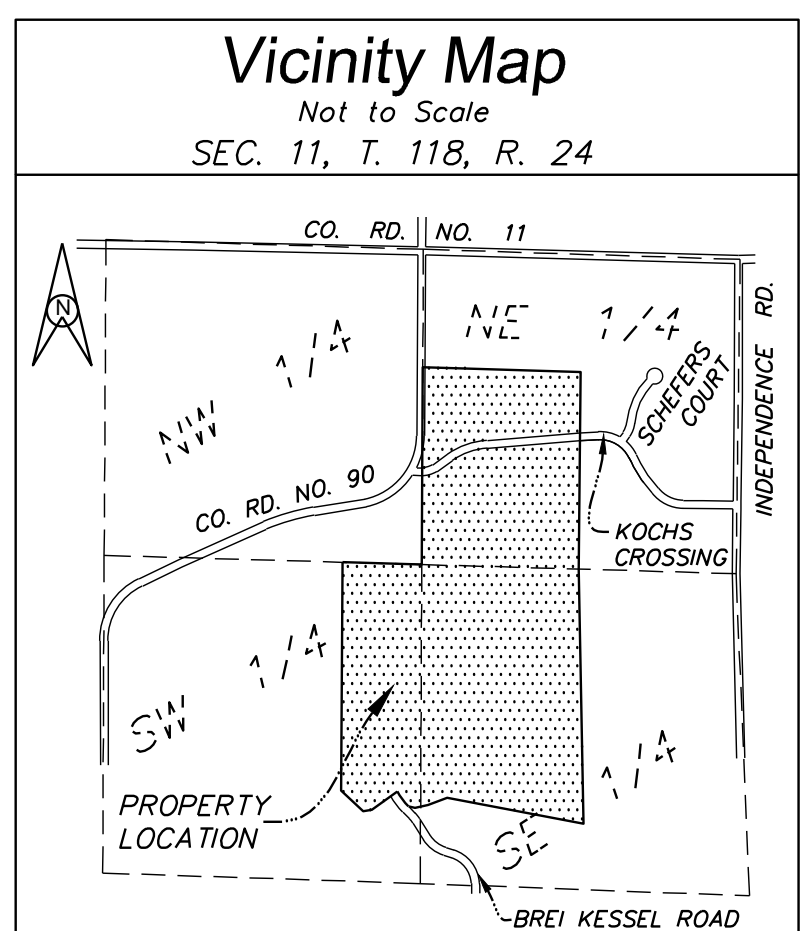 Vicinity Map
Not to Scale
SEC. 11, T. 118, R. 24
CO. RD. NO. 11
N
NE 1/4
NW 1/4
SCHEFERS
COURT
INDEPENDENCE RD.
CO. RD. NO. 90
KOCHS
CROSSING
SW 1/4
PROPERTY
LOCATION
SE 1/4
BREI KESSEL ROAD